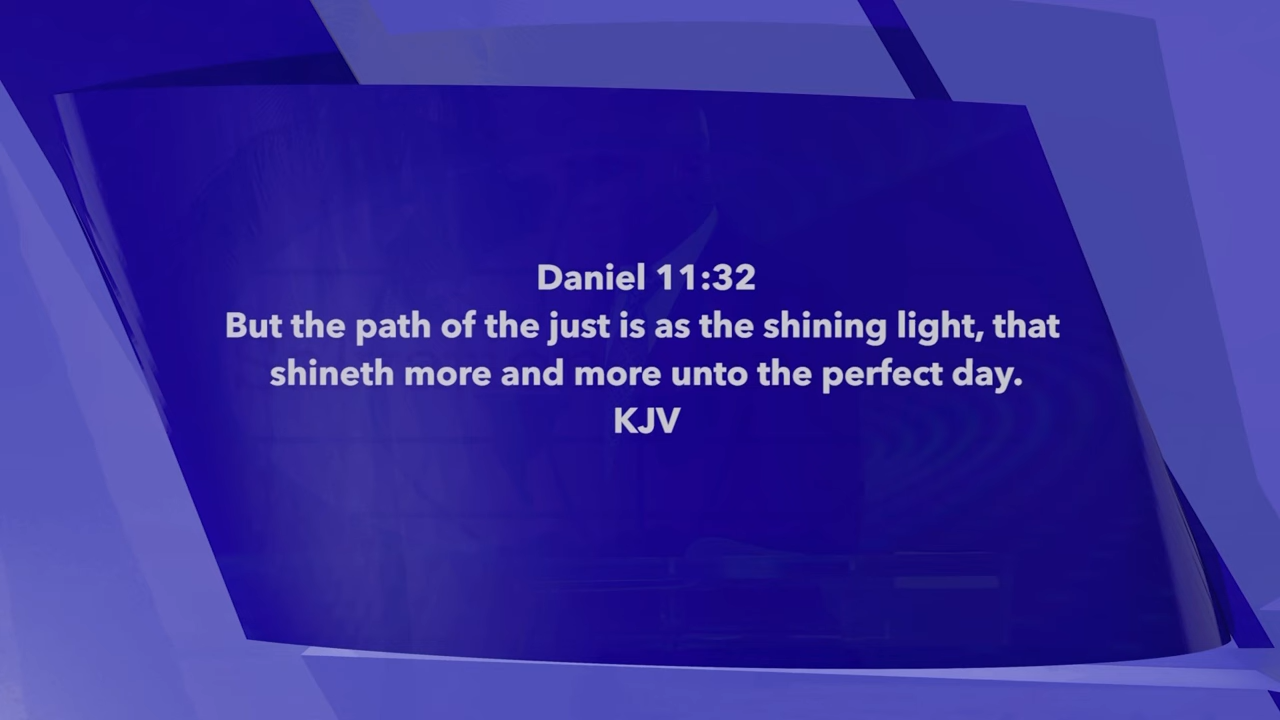 Daniel 11:32
But the path of the just is as the shining light, that
shineth more and more unto the perfect day.
KJV